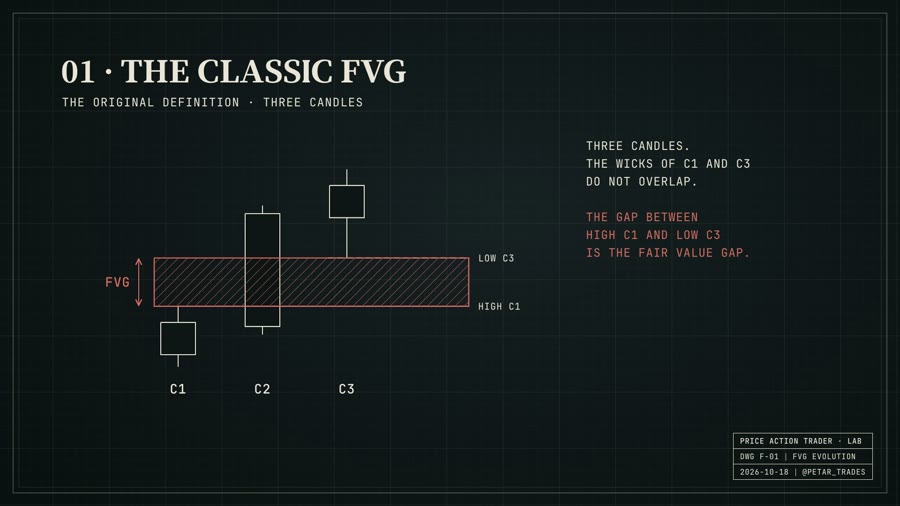 01 · THE CLASSIC FVG
THE ORIGINAL DEFINITION · THREE CANDLES
THREE CANDLES.
THE WICKS OF C1 AND C3
DO NOT OVERLAP.
THE GAP BETWEEN
HIGH C1 AND LOW C3
IS THE FAIR VALUE GAP.
LOW C3
FVG
HIGH C1
C1
C2
C3
PRICE ACTION TRADER · LAB
DWG F-01 | FVG EVOLUTION
2026-10-18 | @PETAR_TRADES